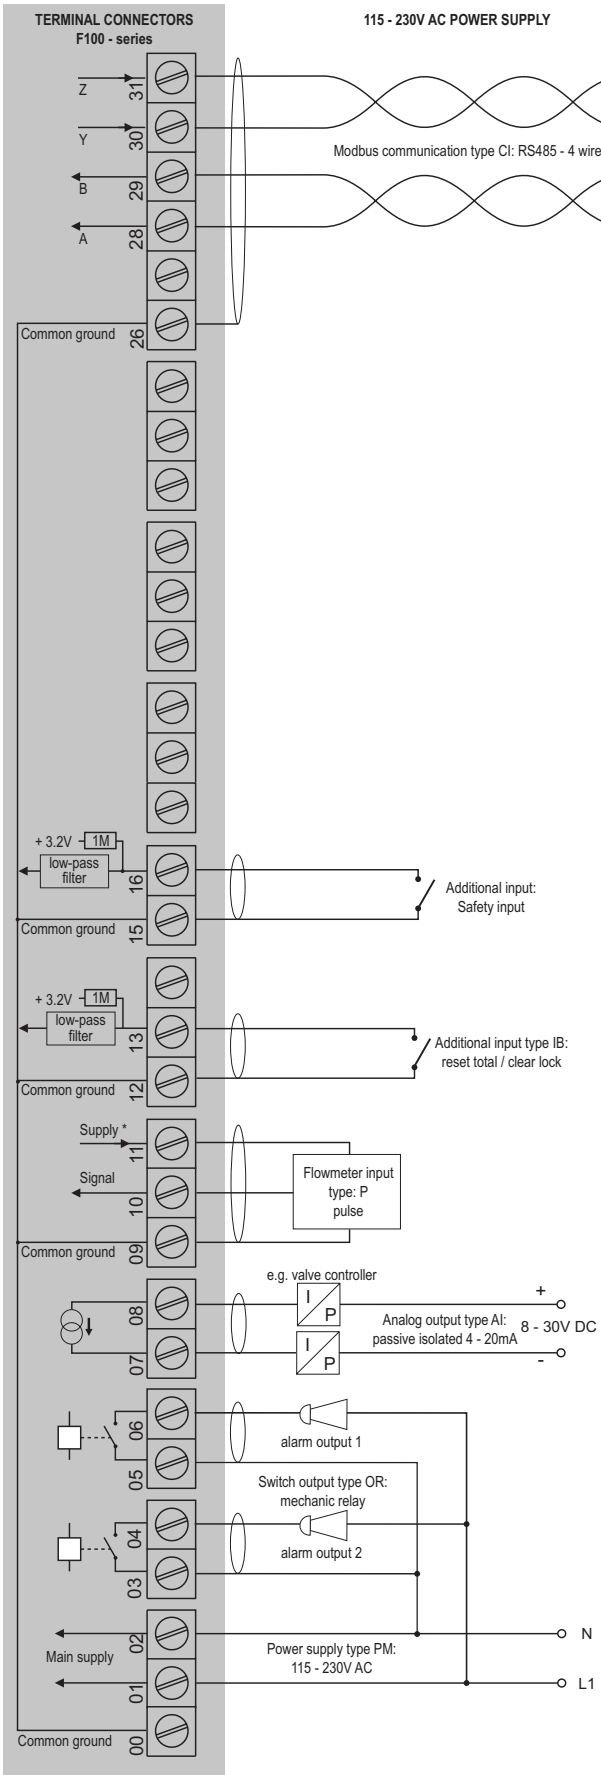 TERMINAL CONNECTORS
F100 - series
115 - 230V AC POWER SUPPLY
Z
31
Y
30
Modbus communication type CI: RS485 - 4 wire
B
29
A
28
Common ground
26
+ 3.2V
1M
low-pass
filter
16
Additional input:
Safety input
Common ground
15
+ 3.2V
1M
low-pass
filter
13
Additional input type IB:
reset total / clear lock
Common ground
12
Supply *
11
Signal
10
Flowmeter input
type: P
pulse
Common ground
09
e.g. valve controller
08
I
P
+
Analog output type AI:
passive isolated 4 - 20mA
8 - 30V DC
07
I
P
-
06
alarm output 1
05
Switch output type OR:
mechanic relay
04
alarm output 2
03
02
N
Main supply
Power supply type PM:
115 - 230V AC
01
L1
Common ground
00